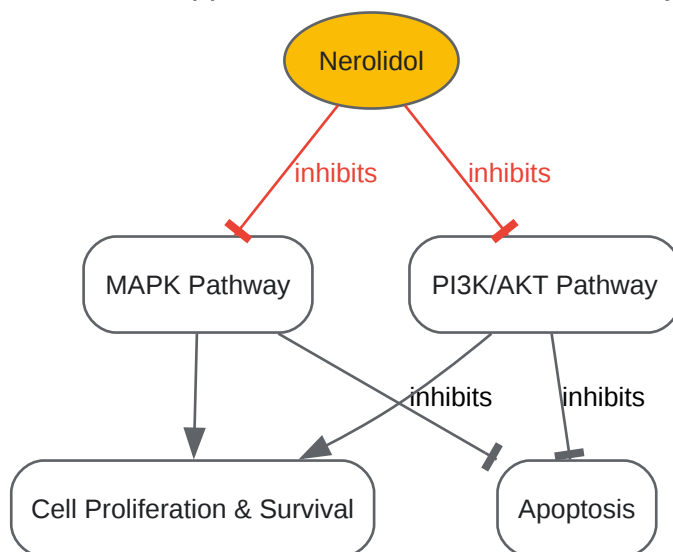 Nerolidol
inhibits
inhibits
MAPK Pathway
PI3K/AKT Pathway
inhibits
inhibits
Cell Proliferation & Survival
Apoptosis